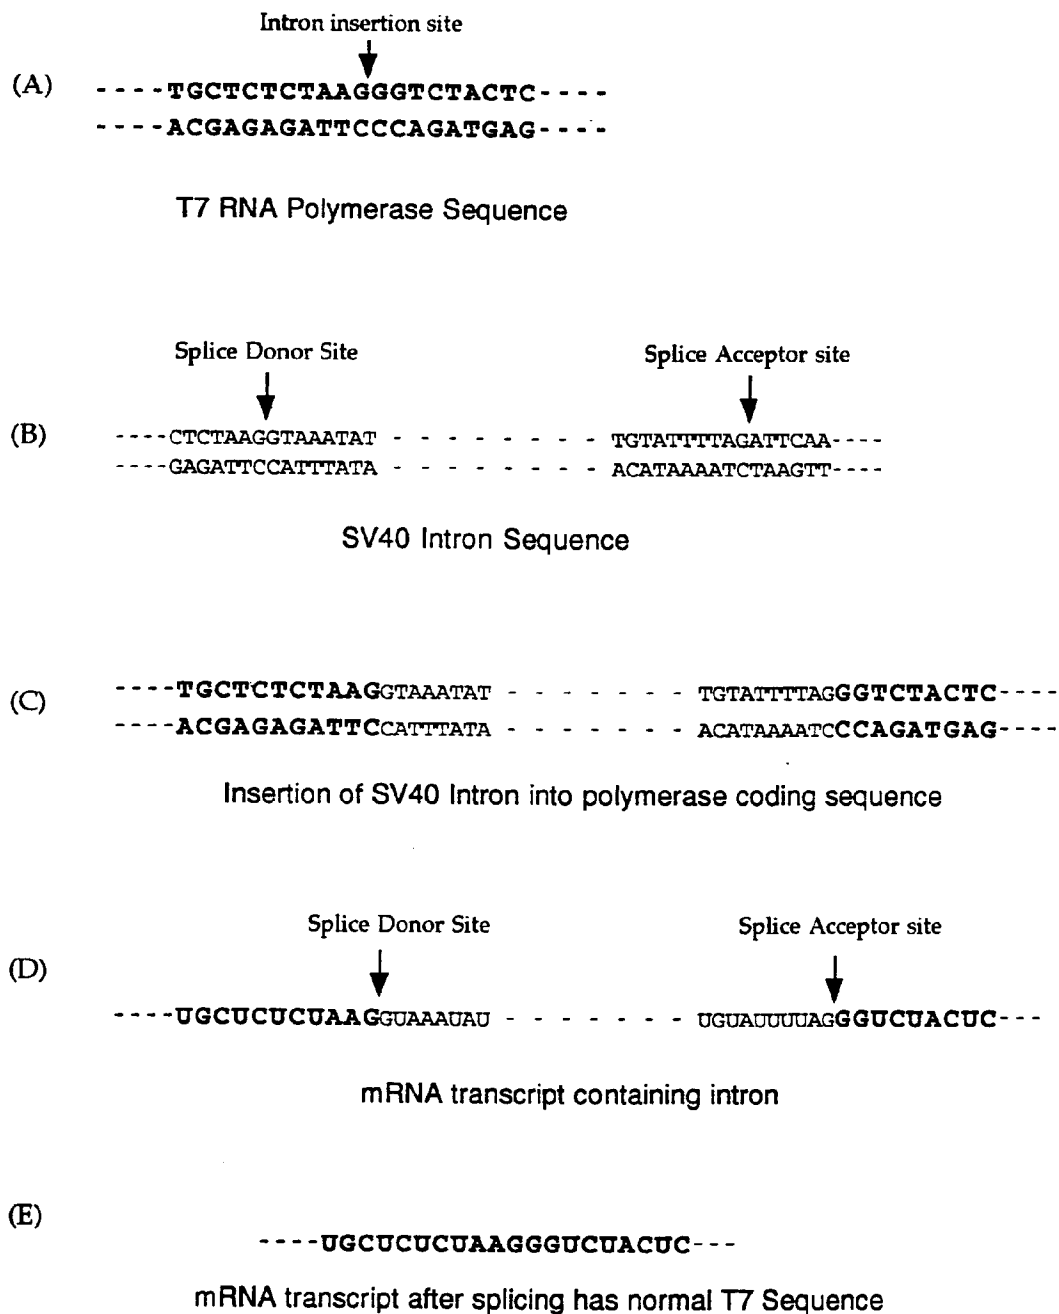 Intron insertion site
(A)
----TGCTCTCTAAGGGTCTACTC----
----ACGAGAGATTCCCAGATGAG----
T7 RNA Polymerase Sequence
Splice Donor Site Splice Acceptor site
(B)
----CTCTAAGGTAAATAT - - - - - - - - TGTATTTTAGATTCAA----
----GAGATTCCATTTATA - - - - - - - - ACATAAAATCTAAGTT----
SV40 Intron Sequence
(C)
----TGCTCTCTAAGGTAAATAT - - - - - - - TGTATTTTAGGGTCTACTC----
----ACGAGAGATTCCATTTATA - - - - - - - ACATAAAATCCCAGATGAG----
Insertion of SV40 Intron into polymerase coding sequence
Splice Donor Site Splice Acceptor site
(D)
----UGCUCUCUAAGGUAAAUAU - - - - - - - UGUAUUUUAGGGUCUACUC---
mRNA transcript containing intron
(E)
----UGCUCUCUAAGGGUCUACUC---
mRNA transcript after splicing has normal T7 Sequence